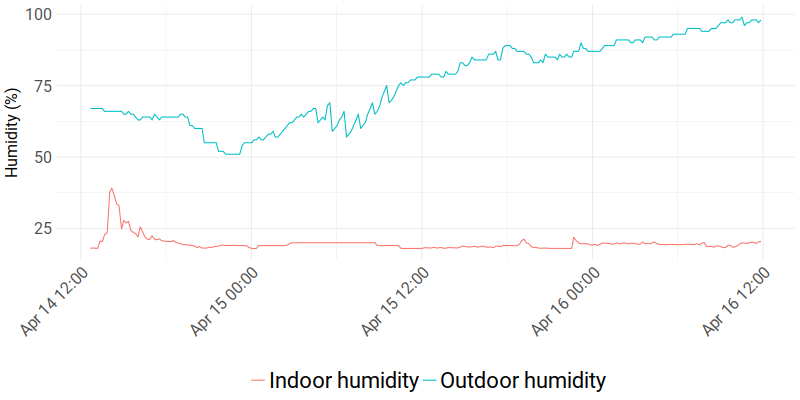 100
75
50
25
Humidity (%)
Apr 14 12:00
Apr 15 00:00
Apr 15 12:00
Apr 16 00:00
Apr 16 12:00
Indoor humidity
Outdoor humidity